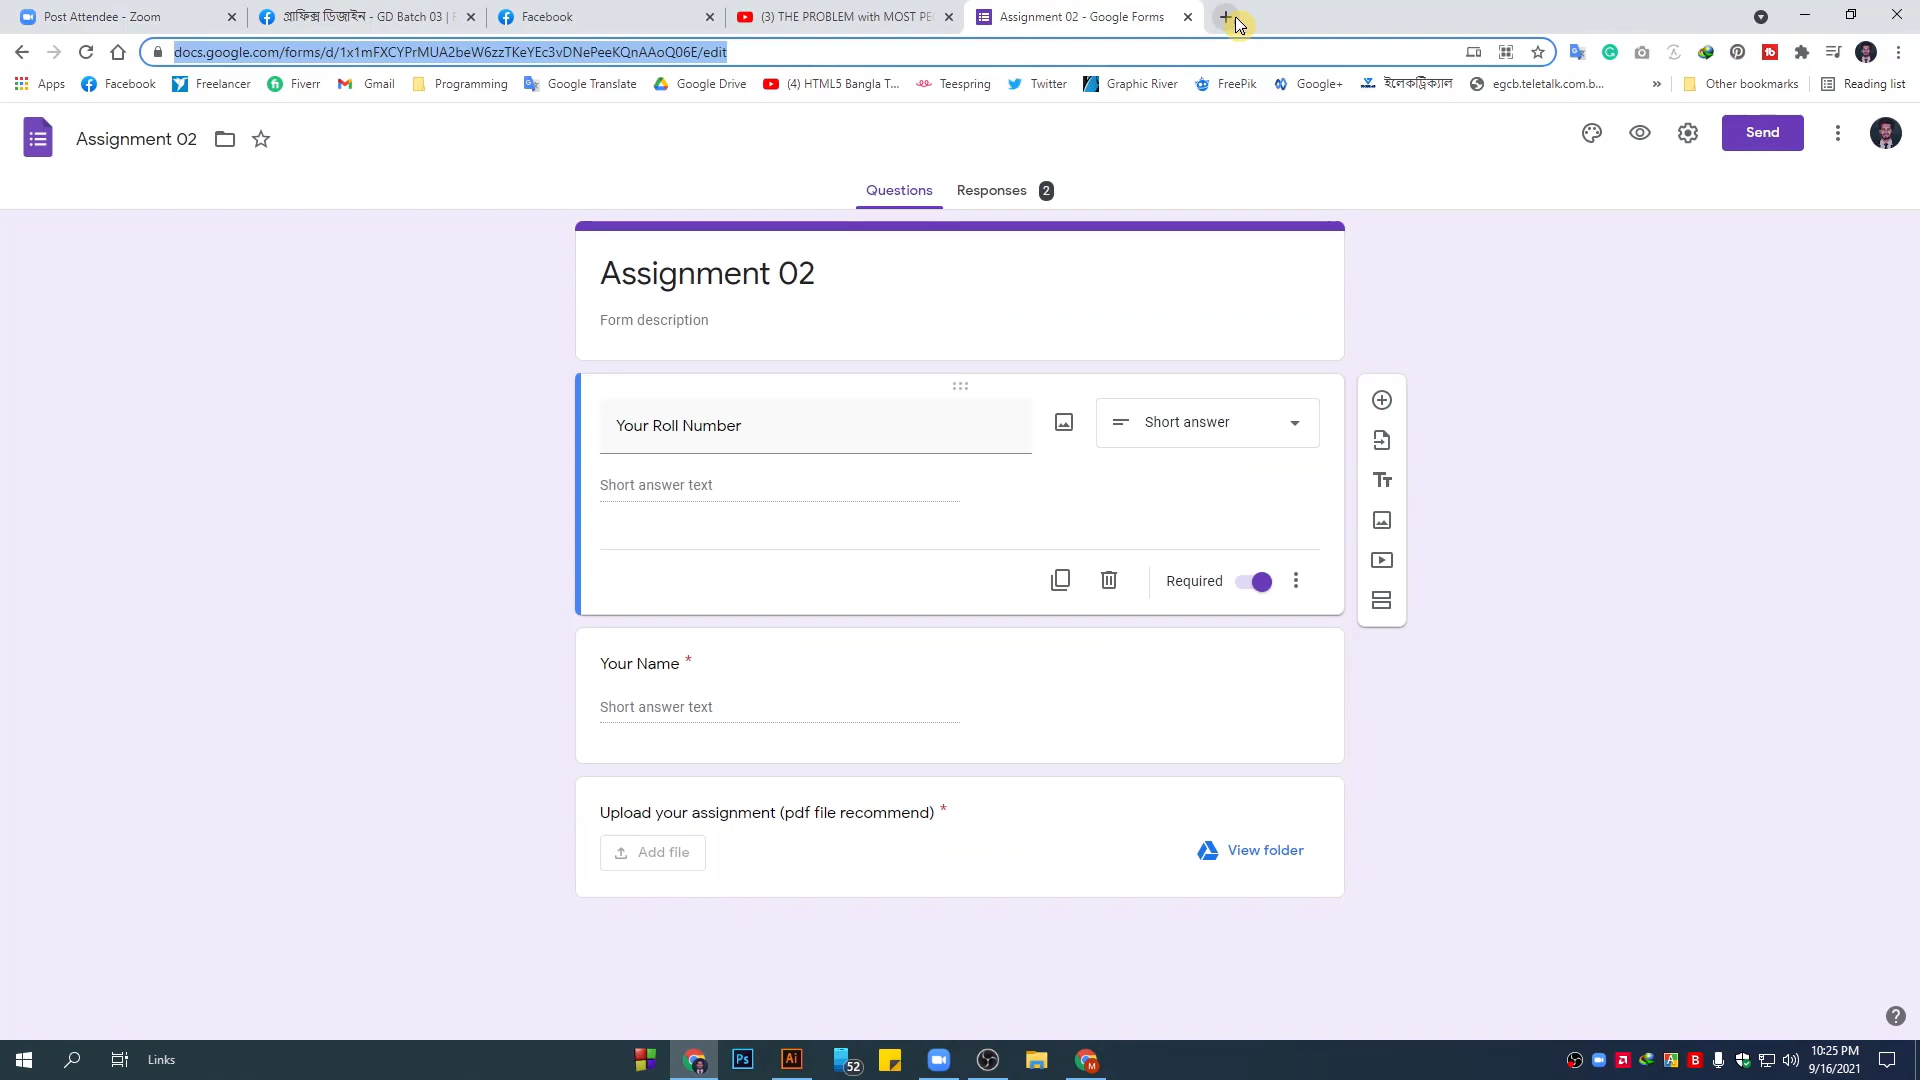 Post Attendee - Zoom
গ্রাফিক্স ডিজাইন - GD Batch 03 | F
Facebook
(3) THE PROBLEM with MOST PEO
Assignment 02 - Google Forms
docs.google.com/forms/d/1x1mFXCYPrMUA2beW6zzTKeYEc3vDNePeeKQnAAoQ06E/edit
Apps
Facebook
Freelancer
Fiverr
Gmail
Programming
Google Translate
Google Drive
(4) HTML5 Bangla T...
Teespring
Twitter
Graphic River
FreePik
Google+
ইলেকট্রিক্যাল
egcb.teletalk.com.b...
»
Other bookmarks
Reading list
Assignment 02
Send
Questions
Responses 2
Assignment 02
Form description
Your Roll Number
Short answer
Short answer text
Required
Your Name *
Short answer text
Upload your assignment (pdf file recommend) *
Add file
View folder
Links
Ps
Ai
52
M
10:25 PM
9/16/2021